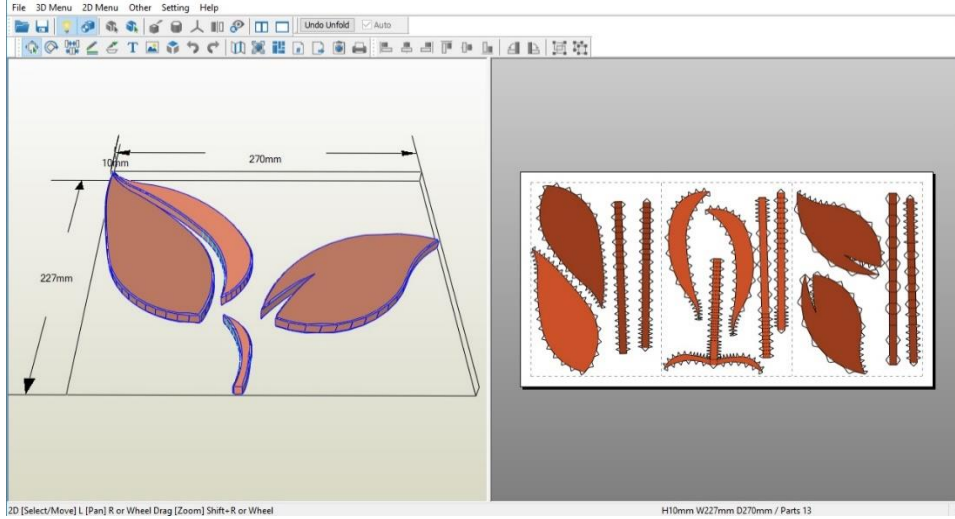 File 3D Menu 2D Menu Other Setting Help
Undo Unfold Auto
T
270mm
10mm
227mm
2D [Select/Move] L [Pan] R or Wheel Drag [Zoom] Shift+R or Wheel
H10mm W227mm D270mm / Parts 13